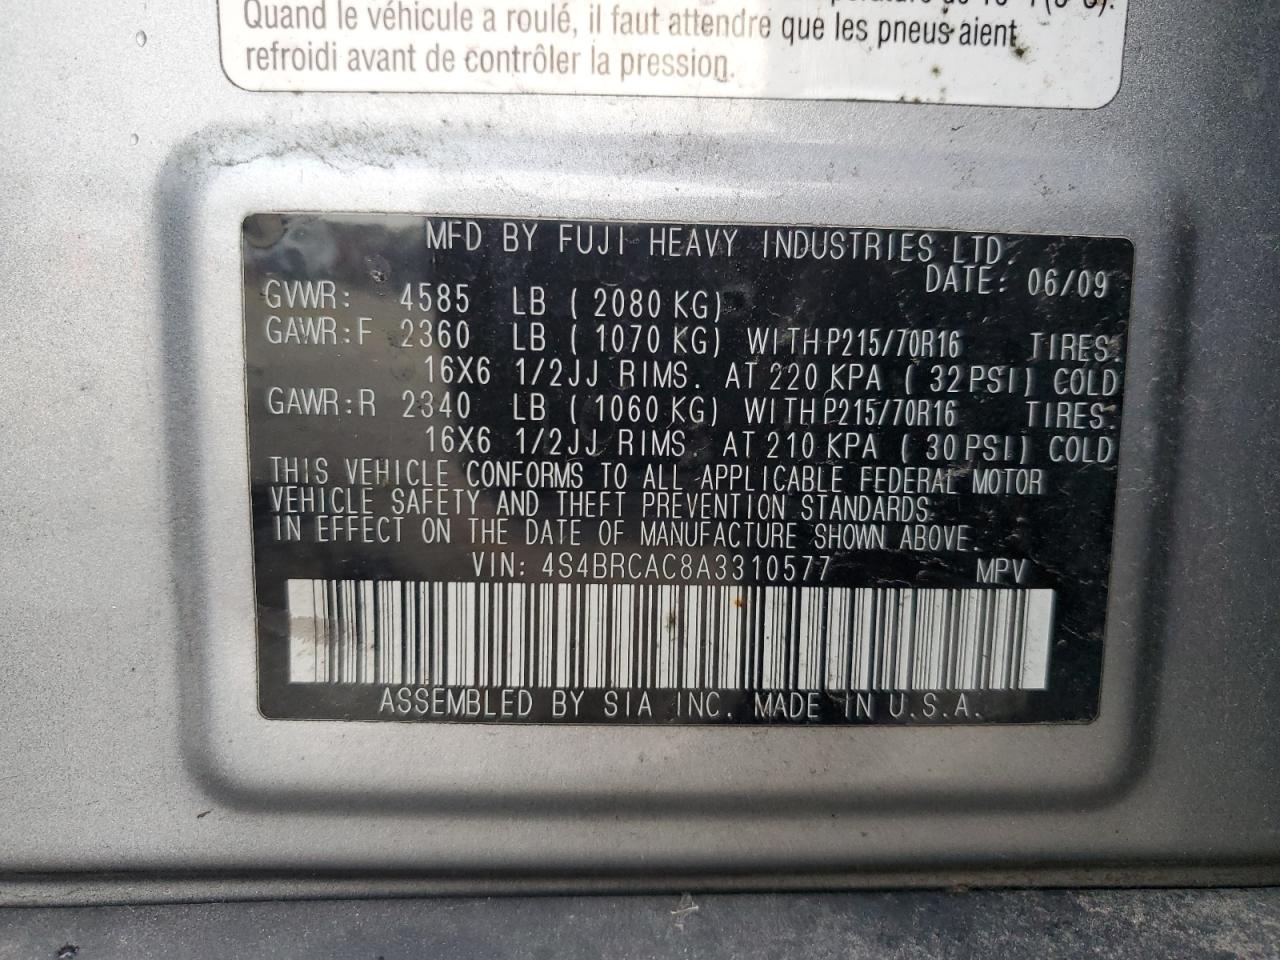 Quand le véhicule a roulé, il faut attendre que les pneus aient
refroidi avant de contrôler la pression.
MFD BY FUJI HEAVY INDUSTRIES LTD.
DATE: 06/09
GVWR: 4585 LB ( 2080 KG)
GAWR:F 2360 LB ( 1070 KG) WITH P215/70R16 TIRES.
16X6 1/2JJ RIMS. AT 220 KPA ( 32 PSI) COLD
GAWR:R 2340 LB ( 1060 KG) WITH P215/70R16 TIRES.
16X6 1/2JJ RIMS. AT 210 KPA ( 30 PSI) COLD
THIS VEHICLE CONFORMS TO ALL APPLICABLE FEDERAL MOTOR
VEHICLE SAFETY AND THEFT PREVENTION STANDARDS
IN EFFECT ON THE DATE OF MANUFACTURE SHOWN ABOVE.
VIN: 4S4BRCAC8A3310577 MPV
ASSEMBLED BY SIA INC. MADE IN U.S.A.